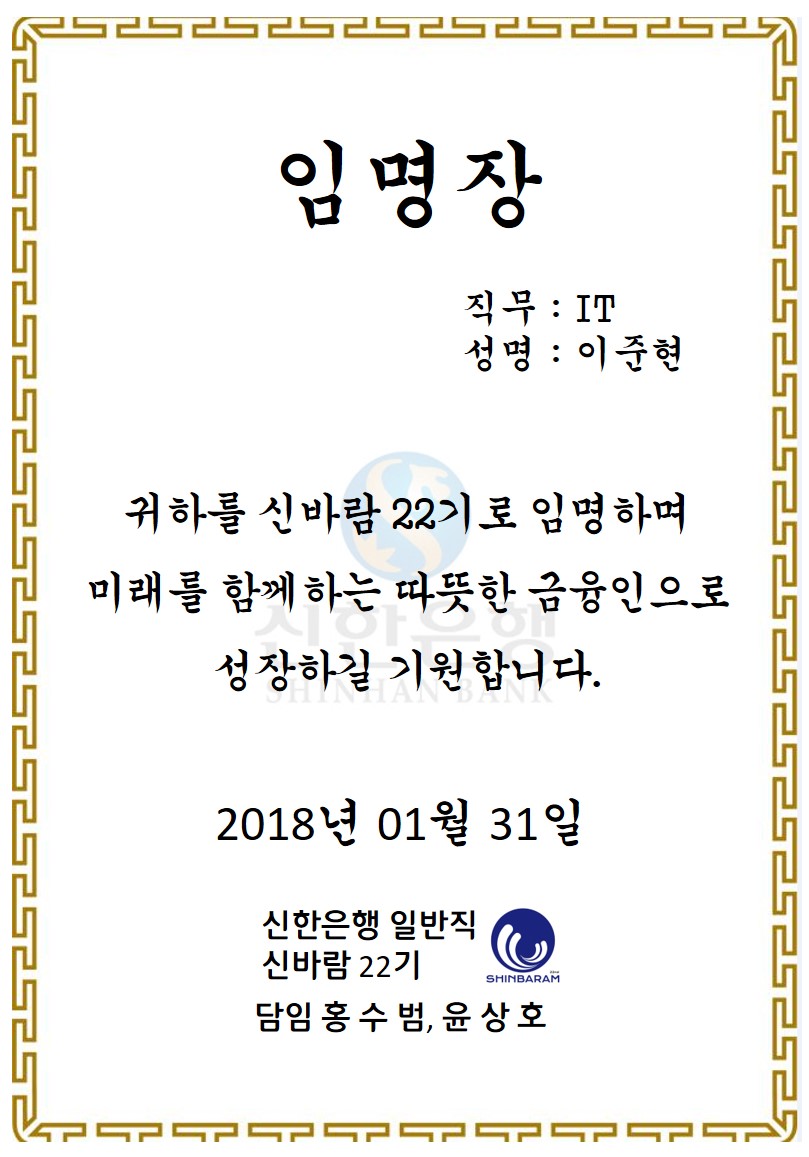 임명장
직무 : IT
성명 : 이준현
귀하를 신바람 22기로 임명하며
미래를 함께하는 따뜻한 금융인으로
신한은행
성장하길 기원합니다.
SHINHAN BANK
2018년 01월 31일
신한은행 일반직
신바람 22기
SHINBARAM
담임 홍 수 범, 윤 상 호